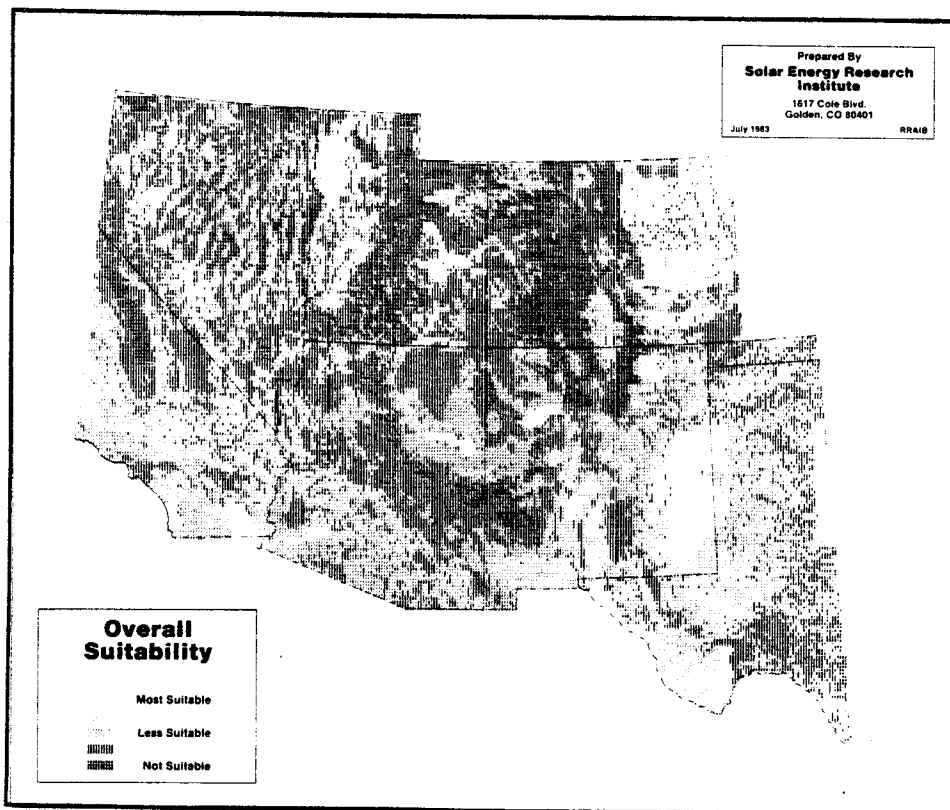 Prepared By
Solar Energy Research
Institute
1617 Cole Blvd.
Golden, CO 80401
July 1983 RRAIB
Overall
Suitability
Most Suitable
Less Suitable
Not Suitable